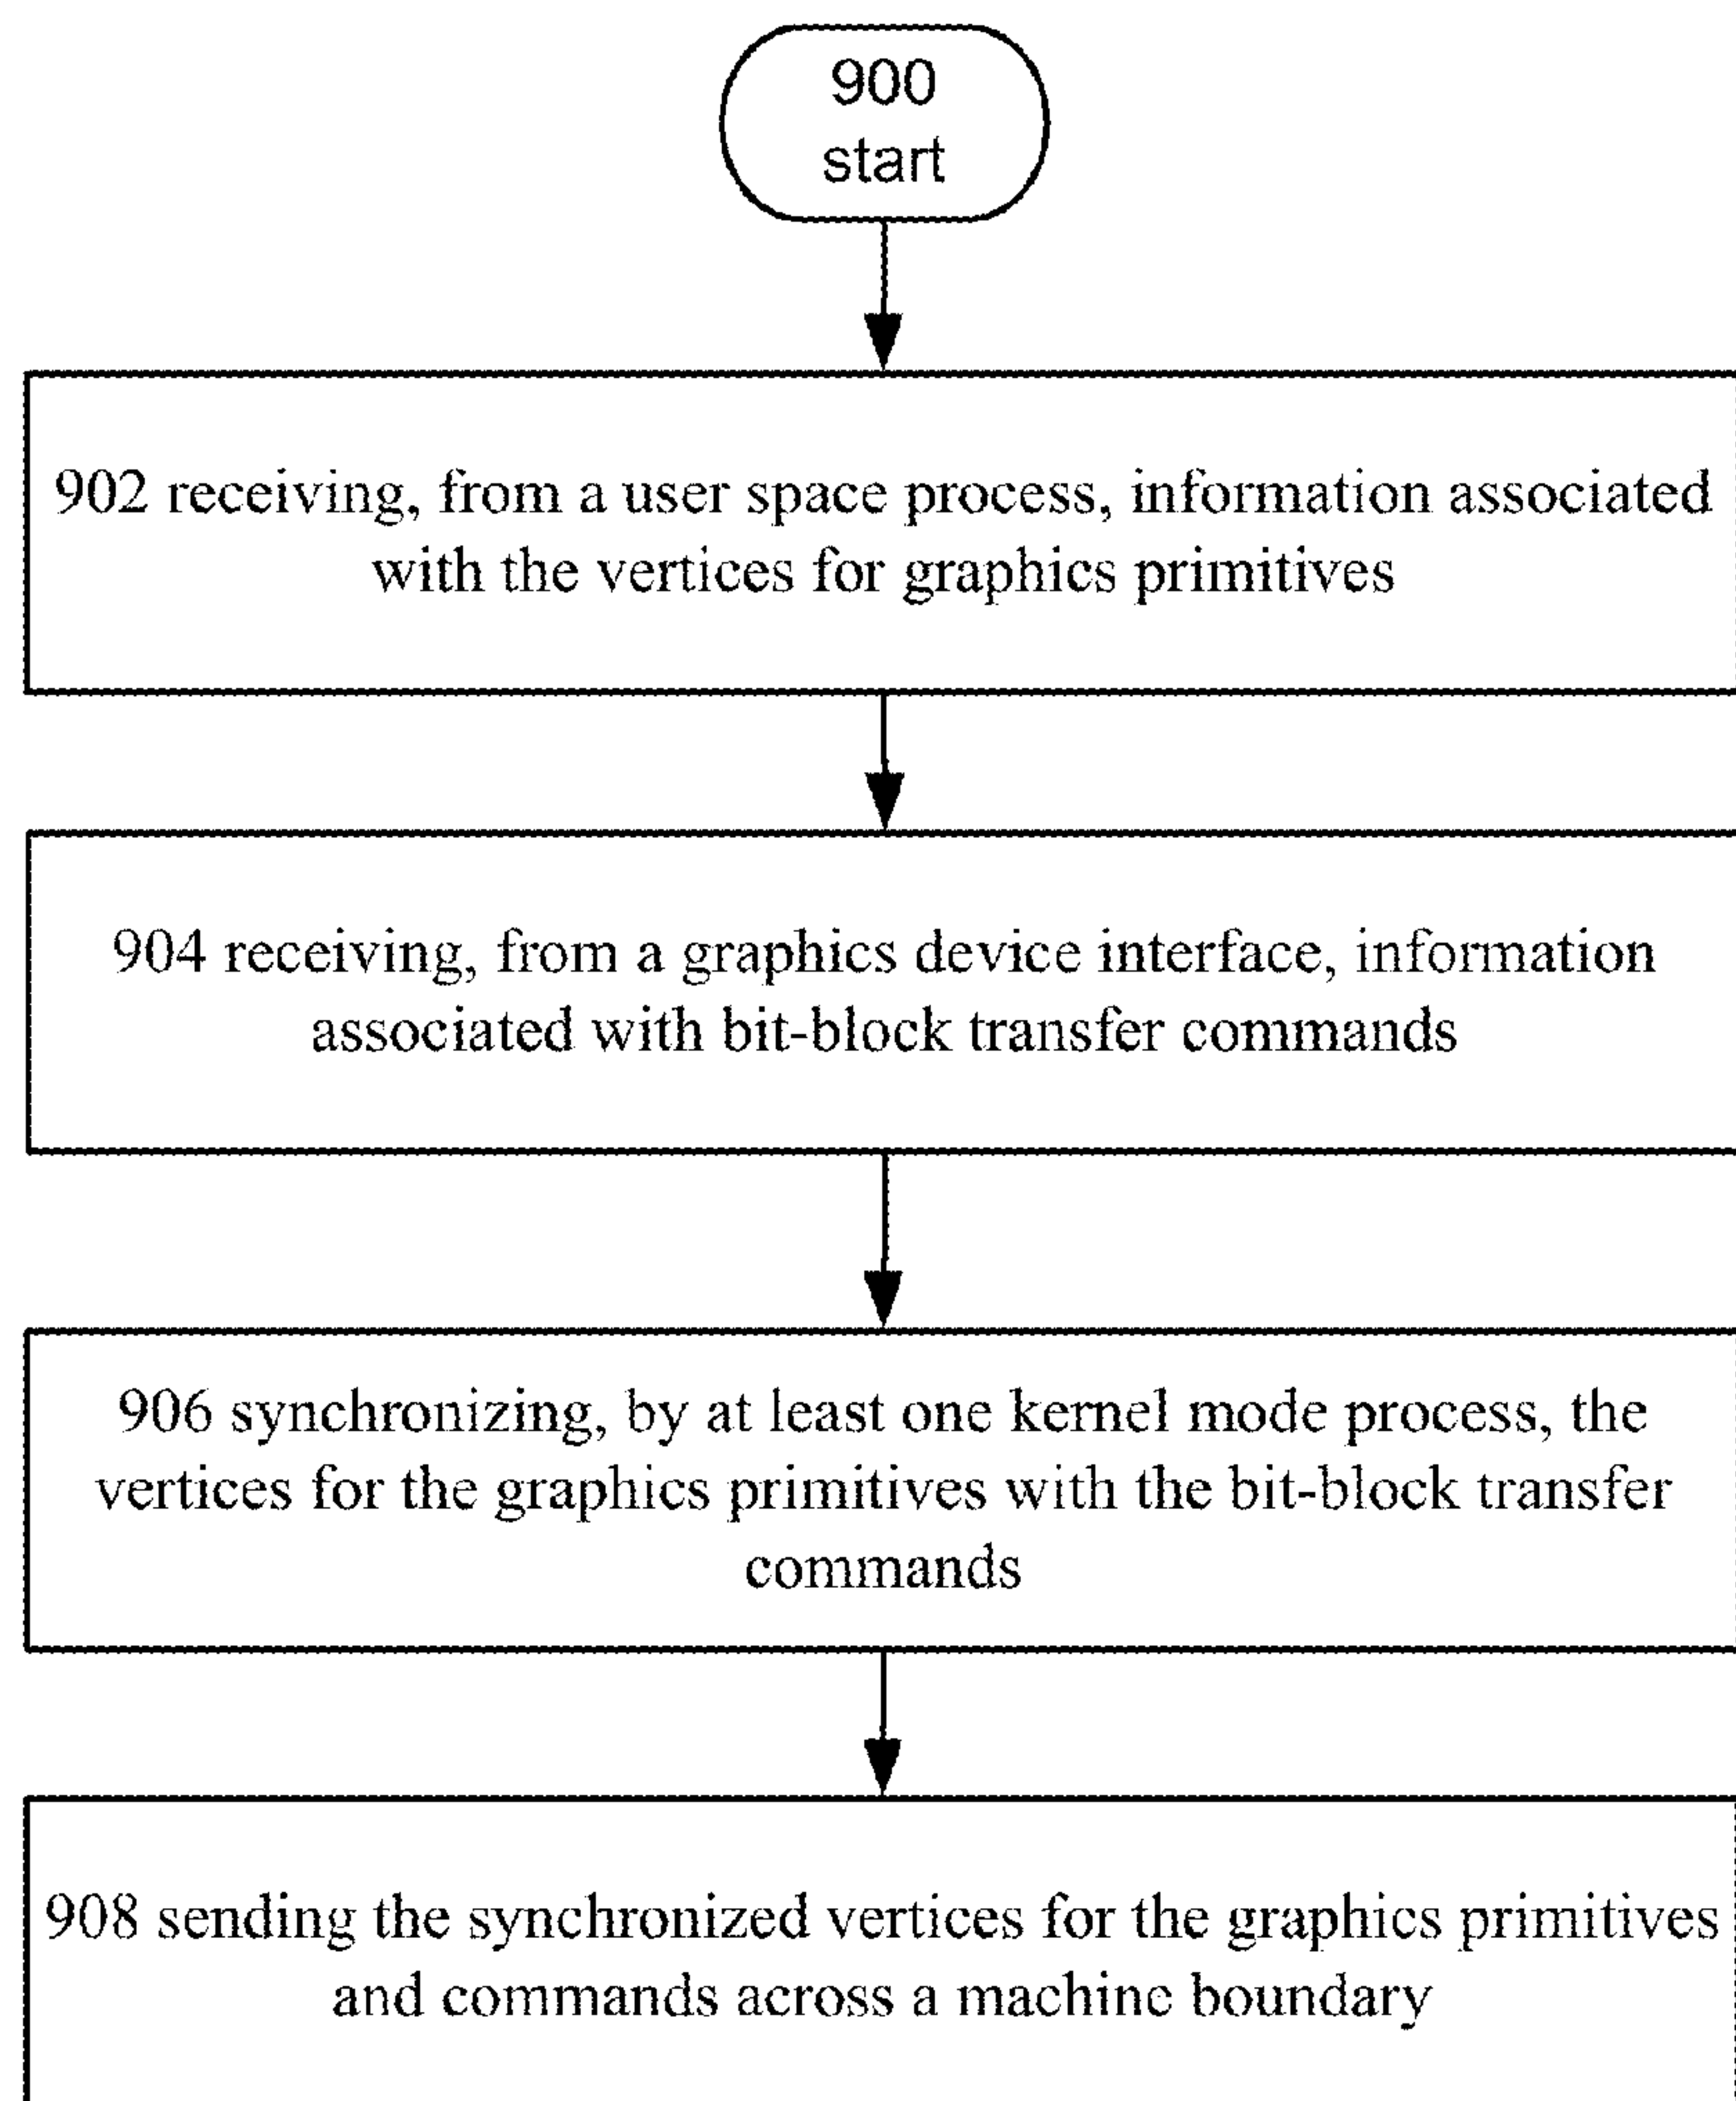 900
start
902 receiving, from a user space process, information associated
with the vertices for graphics primitives
904 receiving, from a graphics device interface, information
associated with bit-block transfer commands
906 synchronizing, by at least one kernel mode process, the
vertices for the graphics primitives with the bit-block transfer
commands
908 sending the synchronized vertices for the graphics primitives
and commands across a machine boundary